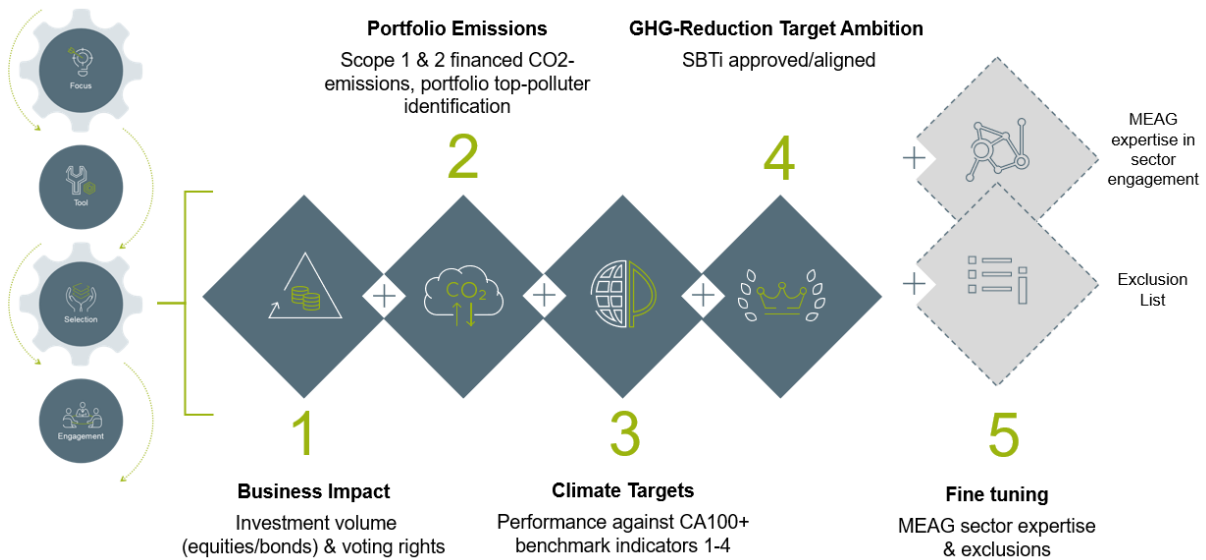 Focus
Tool
Selection
Engagement
Portfolio Emissions
Scope 1 & 2 financed CO2-
emissions, portfolio top-polluter
identification
2
GHG-Reduction Target Ambition
SBTi approved/aligned
4
CO2
+
+
+
+
+
MEAG
expertise in
sector
engagement
Exclusion
List
1
Business Impact
Investment volume
(equities/bonds) & voting rights
3
Climate Targets
Performance against CA100+
benchmark indicators 1-4
5
Fine tuning
MEAG sector expertise
& exclusions